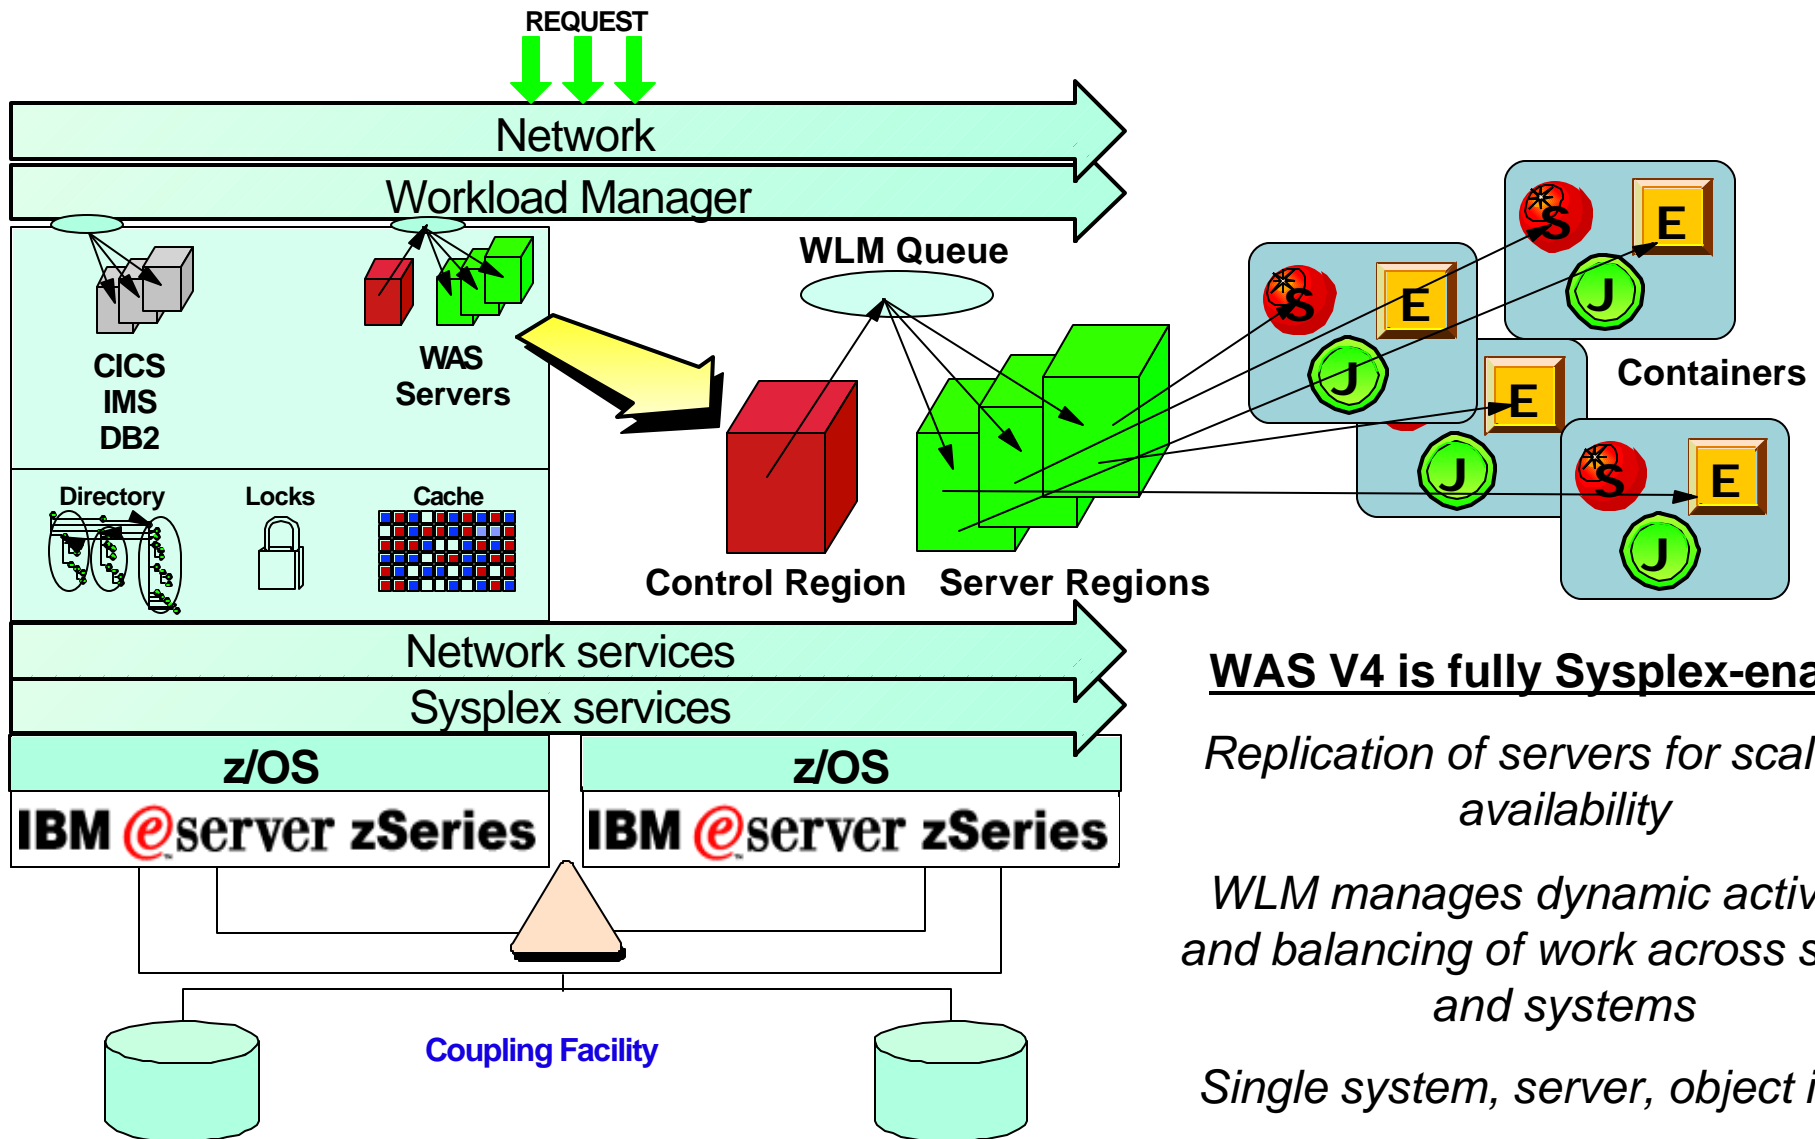 REQUEST
Network
Workload Manager
WLM Queue
CICS
IMS
DB2
WAS
Servers
S
E
J
S
E
J
E
J
S
E
J
Containers
Directory
Locks
Cache
Control Region
Server Regions
Network services
Sysplex services
z/OS
z/OS
IBM eserver zSeries
IBM eserver zSeries
Coupling Facility
WAS V4 is fully Sysplex-ena
Replication of servers for scal
availability
WLM manages dynamic activ
and balancing of work across s
and systems
Single system, server, object i